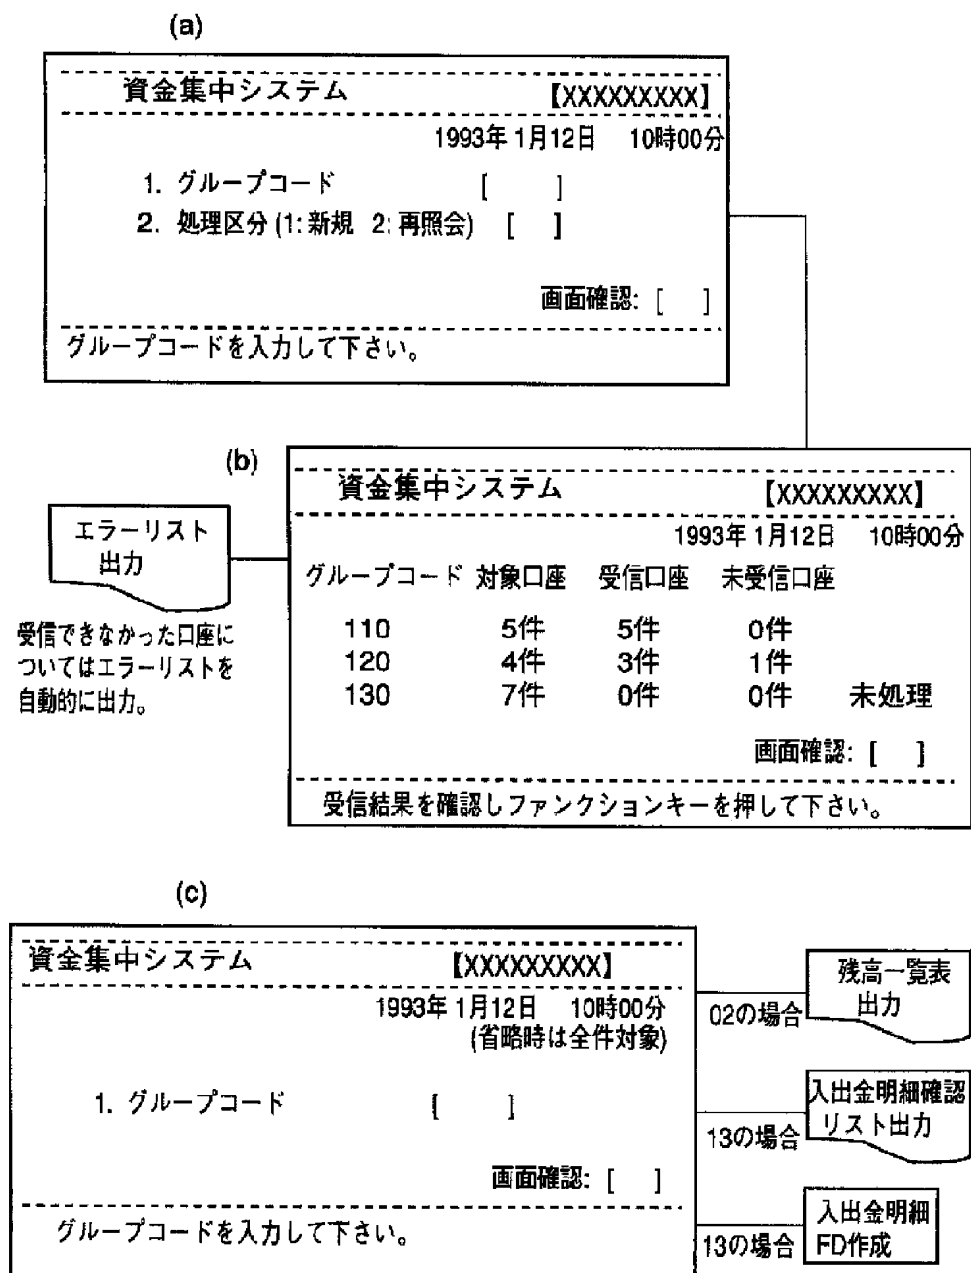 (a)
資金集中システム 【XXXXXXXXX】
1993年 1月12日 10時00分
1. グループコード [ ]
2. 処理区分 (1: 新規 2: 再照会) [ ]
画面確認: [ ]
グループコードを入力して下さい。
(b)
資金集中システム 【XXXXXXXXX】
1993年 1月12日 10時00分
グループコード 対象口座 受信口座 未受信口座
110 5件 5件 0件
120 4件 3件 1件
130 7件 0件 0件 未処理
画面確認: [ ]
受信結果を確認しファンクションキーを押して下さい。
エラーリスト
出力
受信できなかった口座に
ついてはエラーリストを
自動的に出力。
(c)
資金集中システム 【XXXXXXXXX】
1993年 1月12日 10時00分
(省略時は全件対象)
1. グループコード [ ]
画面確認: [ ]
グループコードを入力して下さい。
02の場合
残高一覧表
出力
13の場合
入出金明細確認
リスト出力
13の場合
入出金明細
FD作成